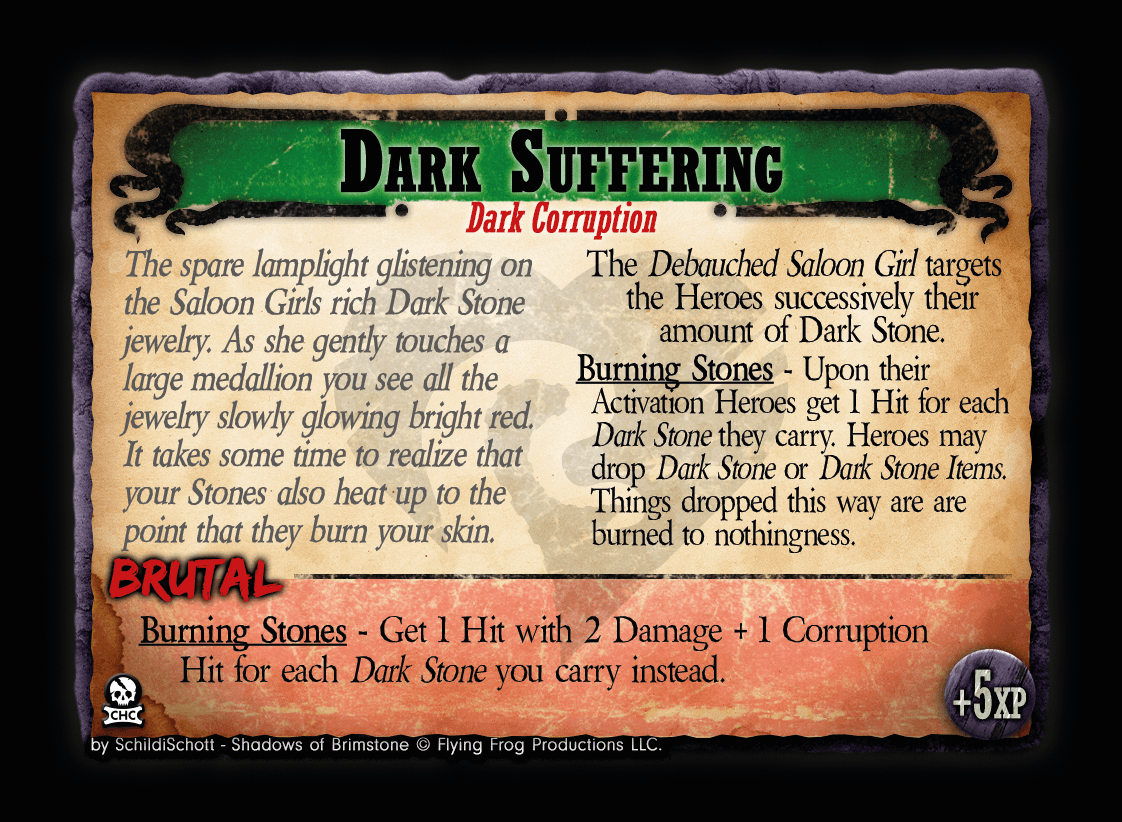 Dark Suffering
Dark Corruption
The spare lamplight glistening on
the Saloon Girls rich Dark Stone
jewelry. As she gently touches a
large medallion you see all the
jewelry slowly glowing bright red.
It takes some time to realize that
your Stones also heat up to the
point that they burn your skin.
The Debauched Saloon Girl targets
the Heroes successively their
amount of Dark Stone.
Burning Stones - Upon their
Activation Heroes get 1 Hit for each
Dark Stone they carry. Heroes may
drop Dark Stone or Dark Stone Items.
Things dropped this way are are
burned to nothingness.
BRUTAL
Burning Stones - Get 1 Hit with 2 Damage + 1 Corruption
Hit for each Dark Stone you carry instead.
CHC
+5XP
by SchildiSchott - Shadows of Brimstone © Flying Frog Productions LLC.